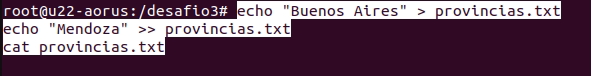 root@u22-aorus:/desafio3# echo "Buenos Aires" > provincias.txt
echo "Mendoza" >> provincias.txt
cat provincias.txt